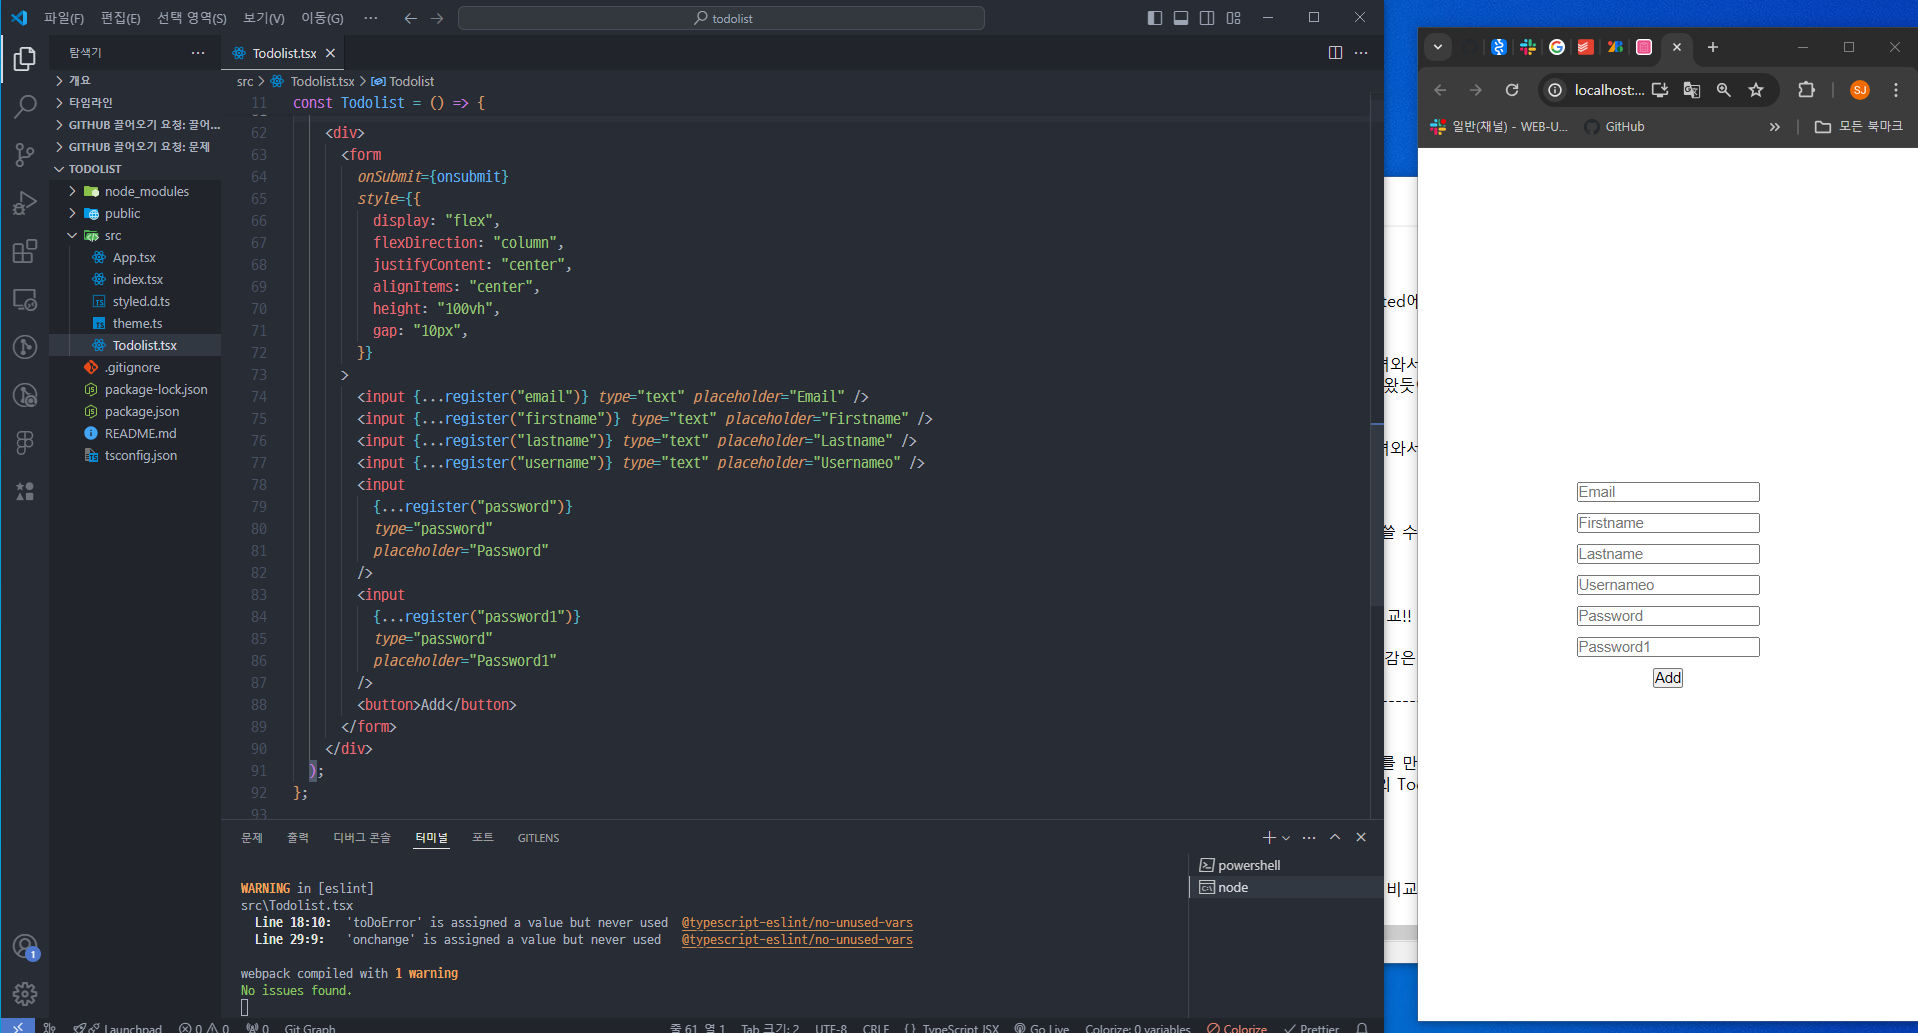 파일(F) 편집(E) 선택 영역(S) 보기(V) 이동(G) ··· todolist
탐색기 ···
개요
타임라인
GITHUB 끌어오기 요청: 끌어...
GITHUB 끌어오기 요청: 문제
TODOLIST
node_modules
public
src
App.tsx
index.tsx
styled.d.ts
theme.ts
Todolist.tsx
.gitignore
package-lock.json
package.json
README.md
tsconfig.json
Todolist.tsx
src > Todolist.tsx > Todolist
11 const Todolist = () => {
62 <div>
63 <form
64 onSubmit={onsubmit}
65 style={{
66 display: "flex",
67 flexDirection: "column",
68 justifyContent: "center",
69 alignItems: "center",
70 height: "100vh",
71 gap: "10px",
72 }}
73 >
74 <input {...register("email")} type="text" placeholder="Email" />
75 <input {...register("firstname")} type="text" placeholder="Firstname" />
76 <input {...register("lastname")} type="text" placeholder="Lastname" />
77 <input {...register("username")} type="text" placeholder="Usernameo" />
78 <input
79 {...register("password")}
80 type="password"
81 placeholder="Password"
82 />
83 <input
84 {...register("password1")}
85 type="password"
86 placeholder="Password1"
87 />
88 <button>Add</button>
89 </form>
90 </div>
91 );
92 };
93
문제 출력 디버그 콘솔 터미널 포트 GITLENS
WARNING in [eslint]
src\Todolist.tsx
Line 18:10: 'toDoError' is assigned a value but never used @typescript-eslint/no-unused-vars
Line 29:9: 'onchange' is assigned a value but never used @typescript-eslint/no-unused-vars
webpack compiled with 1 warning
No issues found.
powershell
node
1
Launchpad 0 0 0 Git Graph 줄 61, 열 1 Tab 크기: 2 UTF-8 CRLF {} TypeScript JSX Go Live Colorize: 0 variables Colorize Prettier
localhost:... SJ
일반(채널) - WEB-U... GitHub » 모든 북마크
ted에
와서
왔듯
와서
쓸 수
교!!
감은
를 만
비교
Email
Firstname
Lastname
Usernameo
Password
Password1
Add